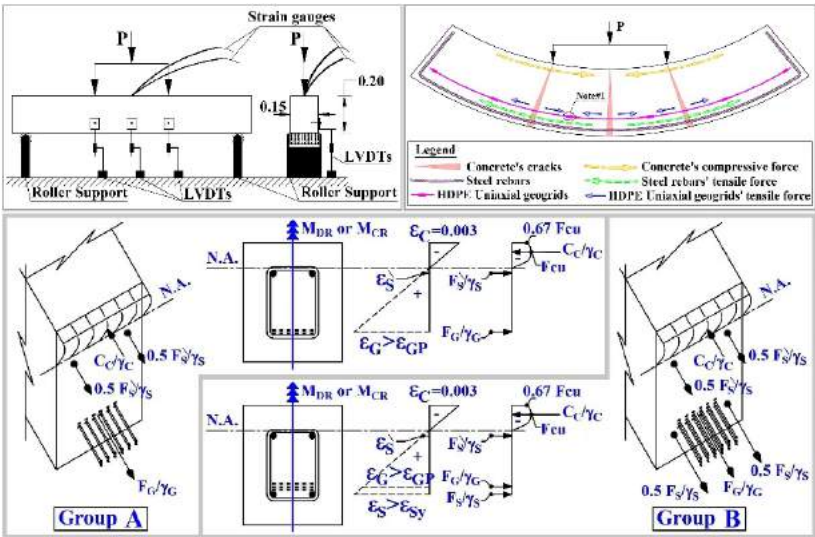 Strain gauges
P
P
0.20
0.15
LVDTs
Roller Support
LVDTs
Roller Support
P
Note#1
Legend
Concrete's cracks
Concrete's compressive force
Steel rebars
Steel rebars' tensile force
HDPE Uniaxial geogrids
HDPE Uniaxial geogrids' tensile force
N.A.
C_C/γ_C
0.5 F_S`/γ_S
0.5 F_S`/γ_S
F_G/γ_G
Group A
M_DR or M_CR
ε_C=0.003
0.67 Fcu
C_C/γ_C
Fcu
N.A.
-
-
+
ε_S`
F_S`/γ_S
ε_G>ε_GP
F_G/γ_G
M_DR or M_CR
ε_C=0.003
0.67 Fcu
C_C/γ_C
Fcu
N.A.
-
-
+
ε_S`
F_S`/γ_S
ε_G>ε_GP
F_G/γ_G
ε_S>ε_Sy
F_S/γ_S
N.A.
C_C/γ_C
0.5 F_S`/γ_S
0.5 F_S`/γ_S
0.5 F_S/γ_S
F_G/γ_G
0.5 F_S/γ_S
Group B